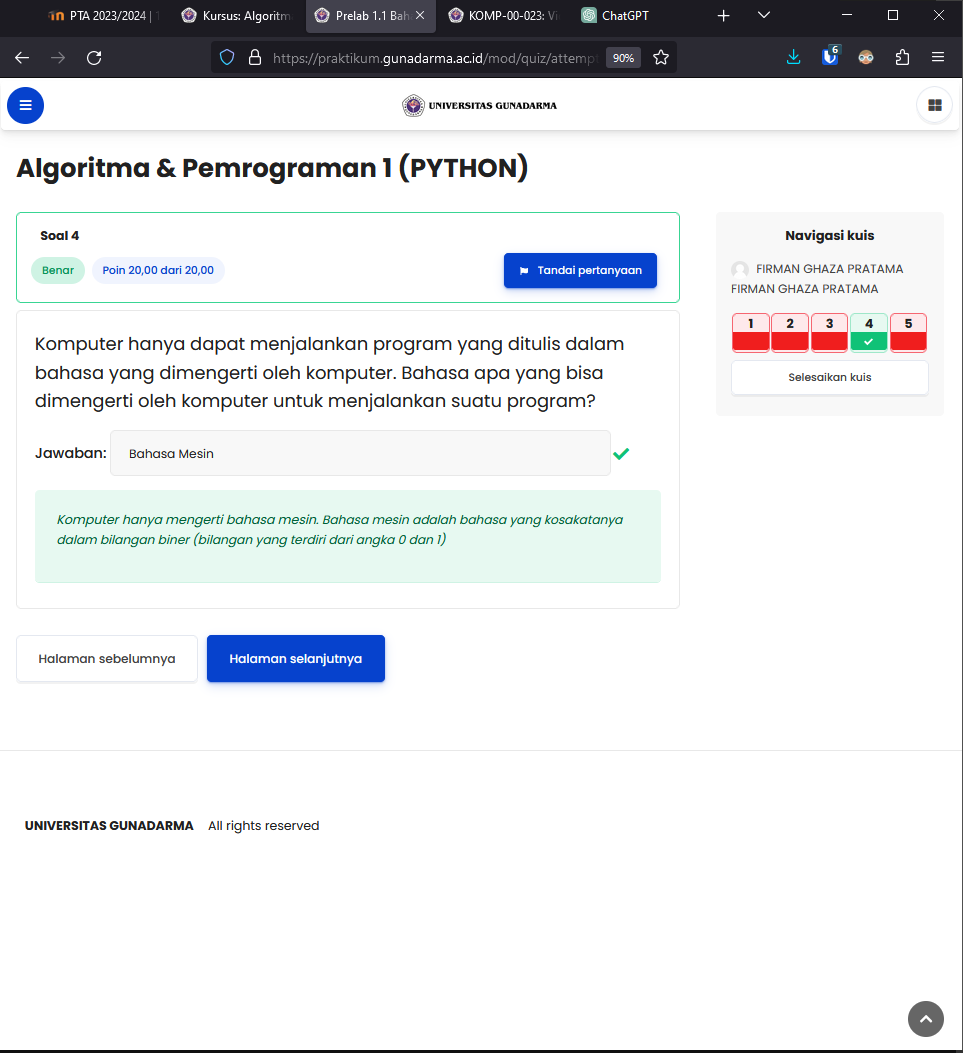 PTA 2023/2024 |
Kursus: Algoritm
Prelab 1.1 Bah
KOMP-00-023: Vi
ChatGPT
https://praktikum.gunadarma.ac.id/mod/quiz/attempt
90%
6
UNIVERSITAS GUNADARMA
Algoritma & Pemrograman 1 (PYTHON)
Soal 4
Benar
Poin 20,00 dari 20,00
Tandai pertanyaan
Komputer hanya dapat menjalankan program yang ditulis dalam
bahasa yang dimengerti oleh komputer. Bahasa apa yang bisa
dimengerti oleh komputer untuk menjalankan suatu program?
Jawaban: Bahasa Mesin
Komputer hanya mengerti bahasa mesin. Bahasa mesin adalah bahasa yang kosakatanya
dalam bilangan biner (bilangan yang terdiri dari angka 0 dan 1)
Halaman sebelumnya
Halaman selanjutnya
Navigasi kuis
FIRMAN GHAZA PRATAMA
FIRMAN GHAZA PRATAMA
1 2 3 4 5
Selesaikan kuis
UNIVERSITAS GUNADARMA All rights reserved